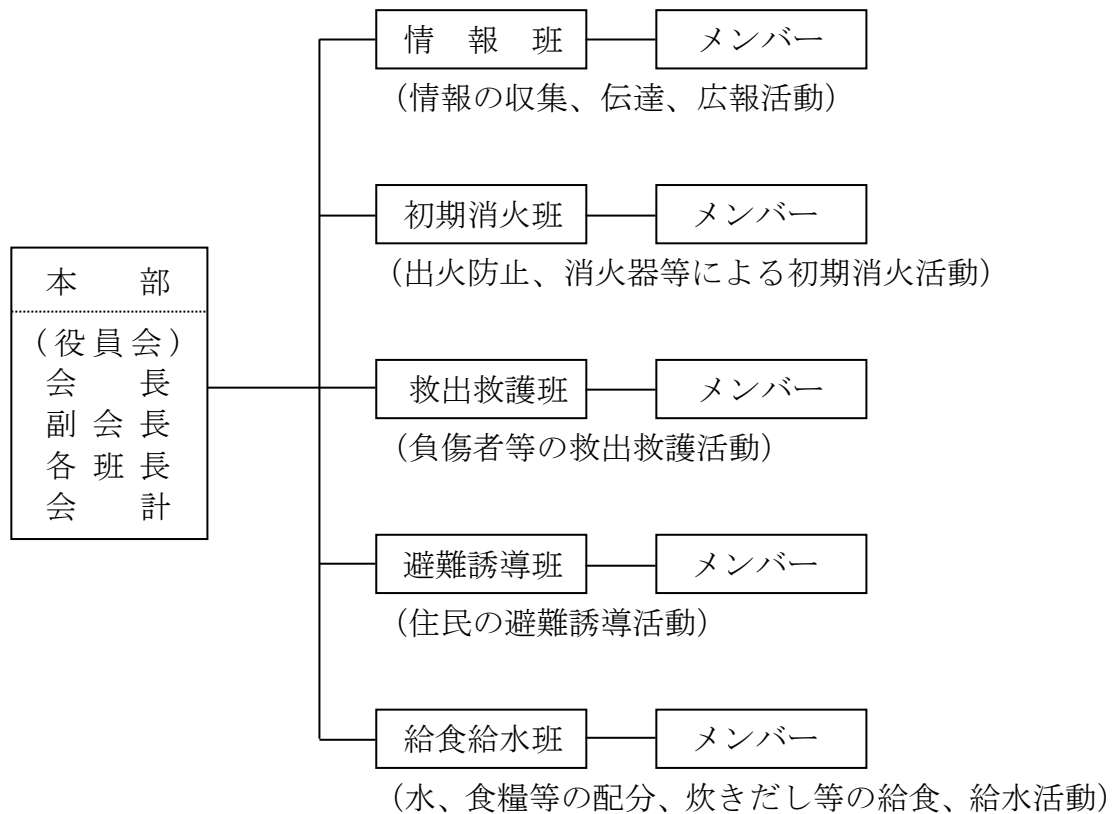 情報班
メンバー
(情報の収集、伝達、広報活動)
初期消火班
メンバー
(出火防止、消火器等による初期消火活動)
本部
(役員会)
会長
副会長
各班長
会計
救出救護班
メンバー
(負傷者等の救出救護活動)
避難誘導班
メンバー
(住民の避難誘導活動)
給食給水班
メンバー
(水、食糧等の配分、炊きだし等の給食、給水活動)